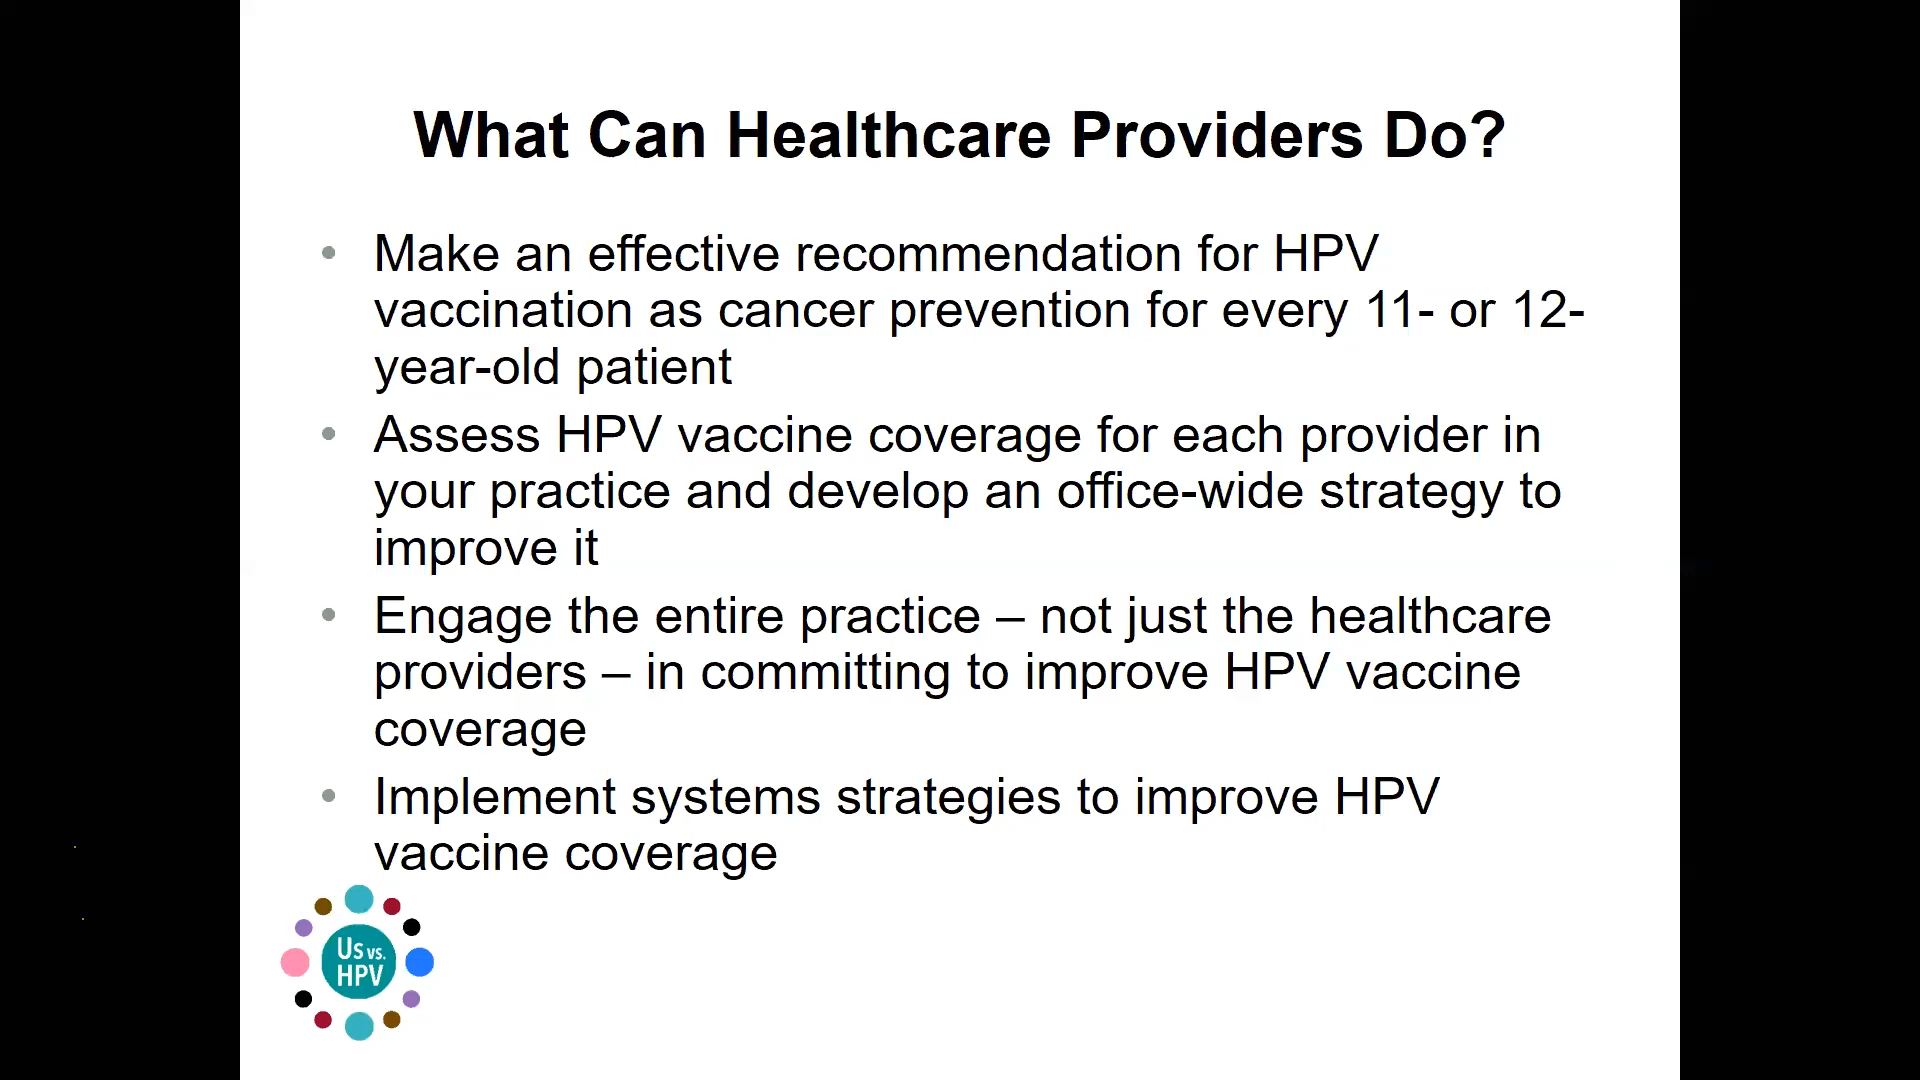 What Can Healthcare Providers Do?
• Make an effective recommendation for HPV
vaccination as cancer prevention for every 11- or 12-
year-old patient
• Assess HPV vaccine coverage for each provider in
your practice and develop an office-wide strategy to
improve it
• Engage the entire practice – not just the healthcare
providers – in committing to improve HPV vaccine
coverage
• Implement systems strategies to improve HPV
vaccine coverage
Us vs.
HPV